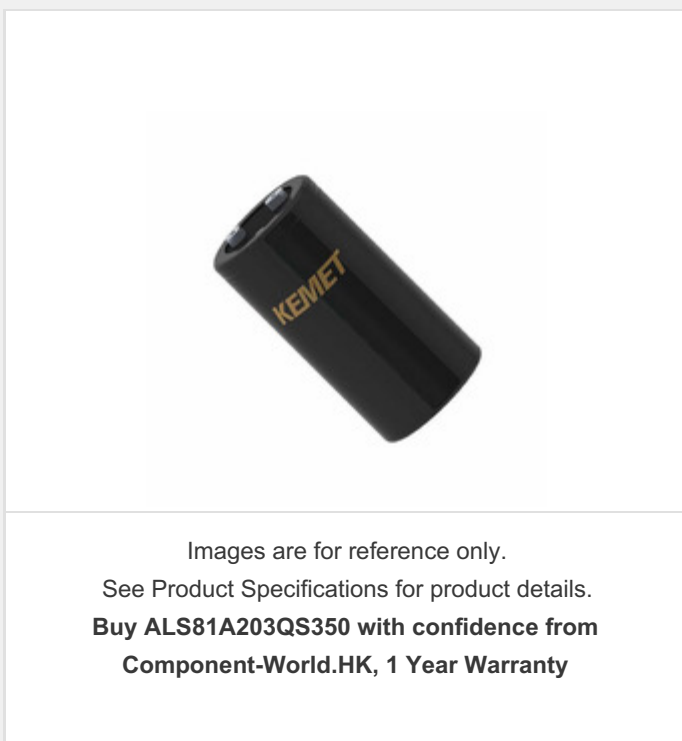 KEMET
Images are for reference only.
See Product Specifications for product details.
Buy ALS81A203QS350 with confidence from
Component-World.HK, 1 Year Warranty